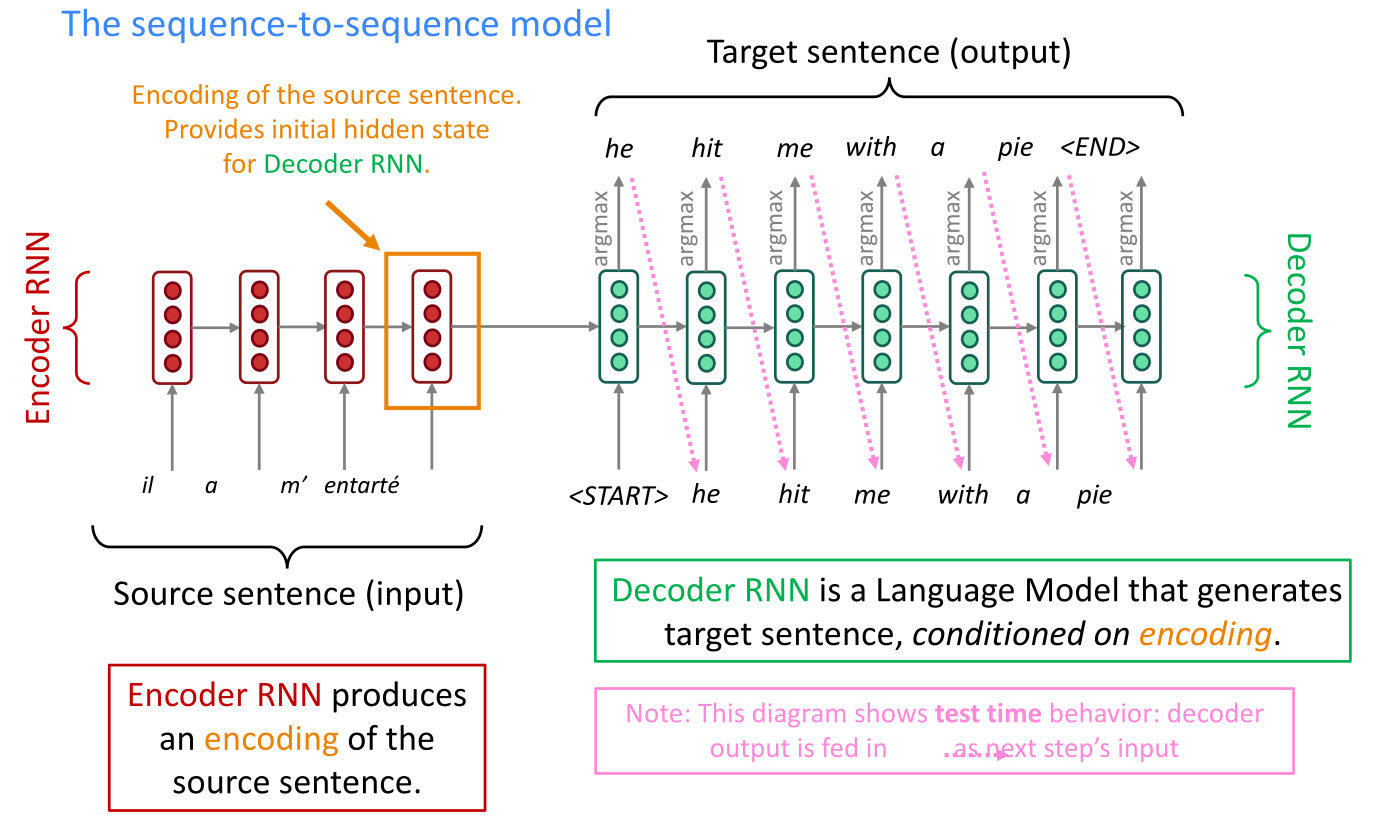 The sequence-to-sequence model
Target sentence (output)
Encoding of the source sentence.
Provides initial hidden state
for Decoder RNN.
he hit me with a pie <END>
argmax argmax argmax argmax argmax argmax argmax
Encoder RNN
Decoder RNN
il a m’ entarté
<START> he hit me with a pie
Source sentence (input)
Decoder RNN is a Language Model that generates
target sentence, conditioned on encoding.
Encoder RNN produces
an encoding of the
source sentence.
Note: This diagram shows test time behavior: decoder
output is fed in as next step’s input